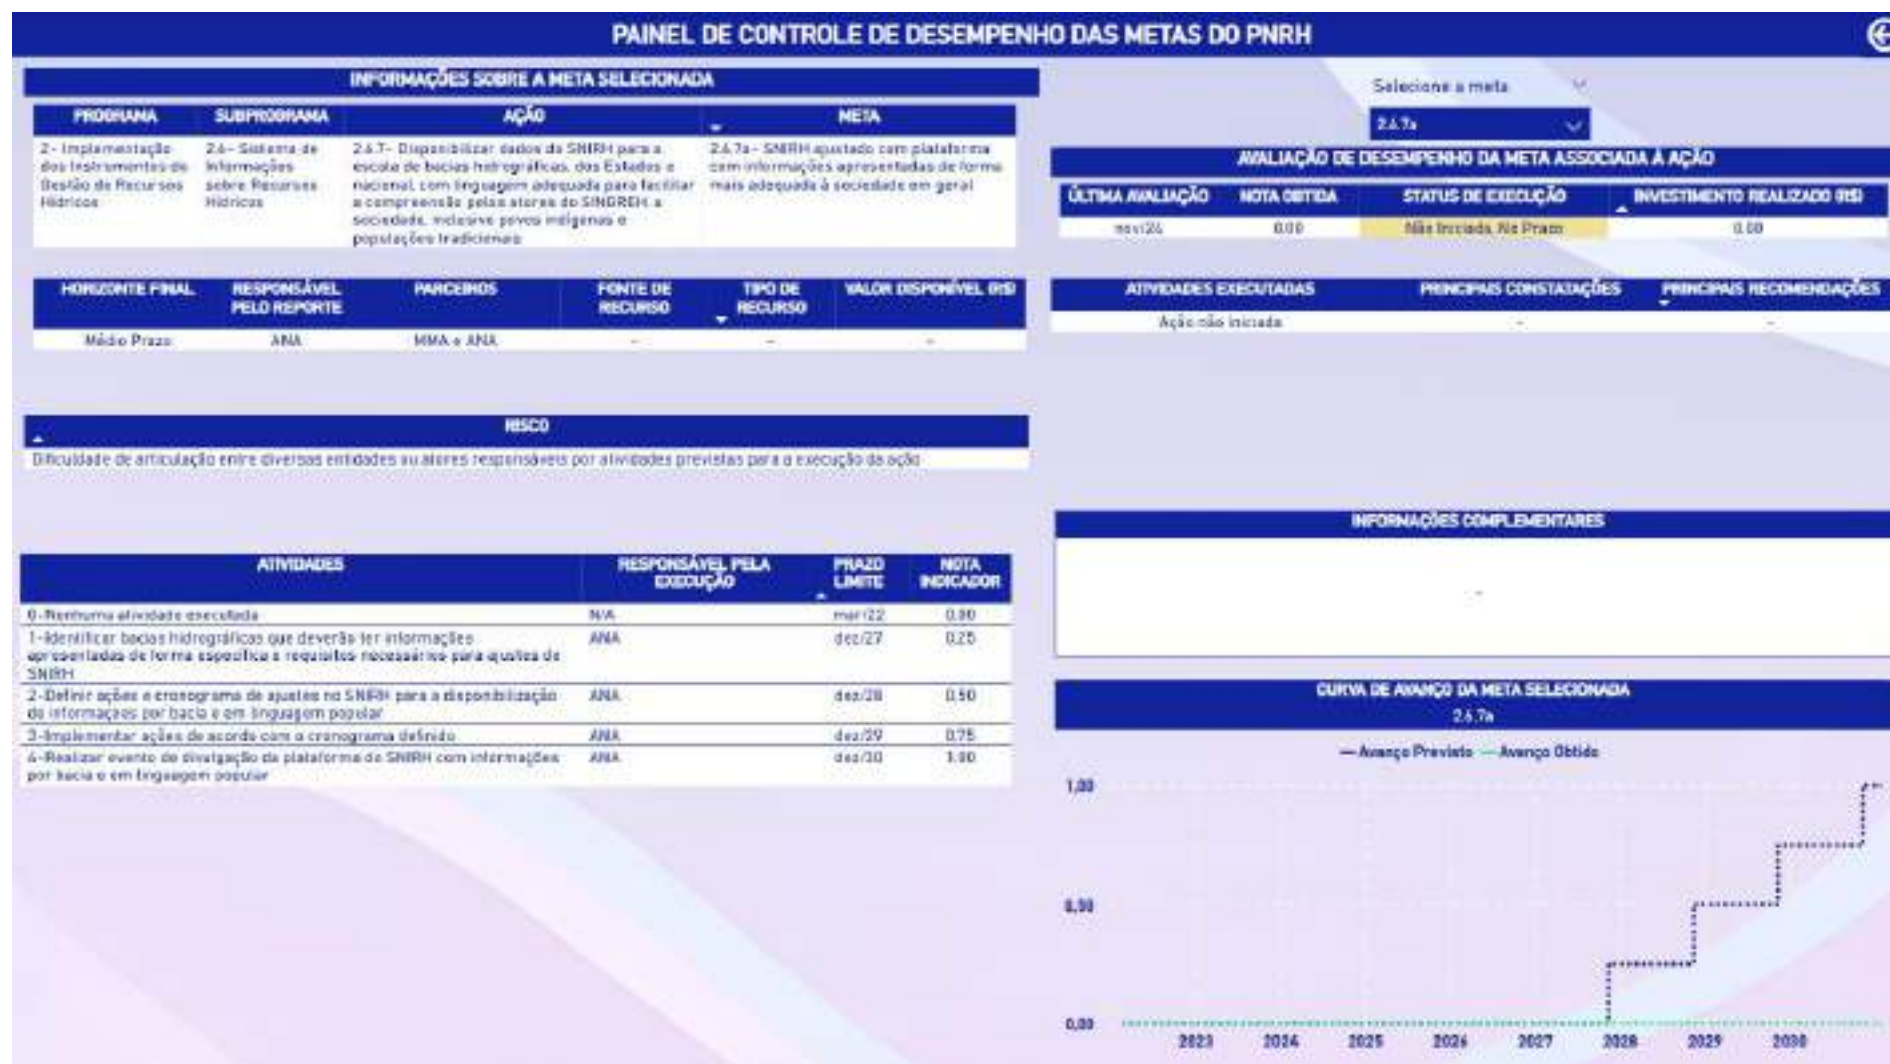 PAINEL DE CONTROLE DE DESEMPENHO DAS METAS DO PNRH
INFORMAÇÕES SOBRE A META SELECIONADA
PROGRAMA SUBPROGRAMA AÇÃO META
2- Implementação dos Instrumentos de Gestão de Recursos Hídricos
2.6- Sistema de Informações sobre Recursos Hídricos
2.6.7- Disponibilizar dados do SNIRH para a
escala de bacias hidrográficas, dos Estados e
nacional, com linguagem adequada para facilitar
a compreensão pelos atores do SINGREH, a
sociedade, inclusive povos indígenas e
populações tradicionais
2.6.7a- SNIRH ajustado com plataforma
com informações apresentadas de forma
mais adequada à sociedade em geral
HORIZONTE FINAL RESPONSÁVEL PELO REPORTE PARCEIROS FONTE DE RECURSO TIPO DE RECURSO VALOR DISPONÍVEL (R$)
Médio Prazo ANA MMA e ANA - - -
RISCO
Dificuldade de articulação entre diversas entidades ou atores responsáveis por atividades previstas para a execução da ação
ATIVIDADES RESPONSÁVEL PELA EXECUÇÃO PRAZO LIMITE NOTA INDICADOR
0-Nenhuma atividade executada N/A mar/22 0,00
1-Identificar bacias hidrográficas que deverão ter informações ANA dez/27 0,25
apresentadas de forma específica e requisitos necessários para ajustes do
SNIRH
2-Definir ações e cronograma de ajustes no SNIRH para a disponibilização ANA dez/28 0,50
de informações por bacia e em linguagem popular
3-Implementar ações de acordo com o cronograma definido ANA dez/29 0,75
4-Realizar evento de divulgação da plataforma do SNIRH com informações ANA dez/30 1,00
por bacia e em linguagem popular
Selecione a meta
2.6.7a
AVALIAÇÃO DE DESEMPENHO DA META ASSOCIADA À AÇÃO
ÚLTIMA AVALIAÇÃO NOTA OBTIDA STATUS DE EXECUÇÃO INVESTIMENTO REALIZADO (R$)
nov/24 0,00 Não Iniciada, No Prazo 0,00
ATIVIDADES EXECUTADAS PRINCIPAIS CONSTATAÇÕES PRINCIPAIS RECOMENDAÇÕES
Ação não iniciada - -
INFORMAÇÕES COMPLEMENTARES
-
CURVA DE AVANÇO DA META SELECIONADA
2.6.7a
Avanço Previsto Avanço Obtido
1,00
0,50
0,00
2023 2024 2025 2026 2027 2028 2029 2030